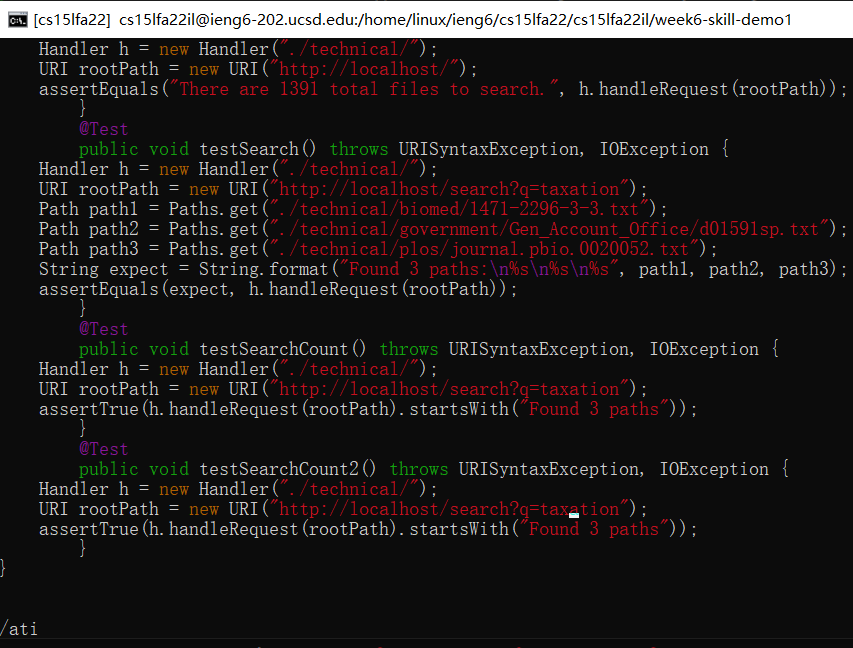 [cs15lfa22] cs15lfa22il@ieng6-202.ucsd.edu:/home/linux/ieng6/cs15lfa22/cs15lfa22il/week6-skill-demo1
Handler h = new Handler("./technical/");
URI rootPath = new URI("http://localhost/");
assertEquals("There are 1391 total files to search.", h.handleRequest(rootPath));
}
@Test
public void testSearch() throws URISyntaxException, IOException {
Handler h = new Handler("./technical/");
URI rootPath = new URI("http://localhost/search?q=taxation");
Path path1 = Paths.get("./technical/biomed/1471-2296-3-3.txt");
Path path2 = Paths.get("./technical/government/Gen_Account_Office/d01591sp.txt");
Path path3 = Paths.get("./technical/plos/journal.pbio.0020052.txt");
String expect = String.format("Found 3 paths:\n%s\n%s\n%s", path1, path2, path3);
assertEquals(expect, h.handleRequest(rootPath));
}
@Test
public void testSearchCount() throws URISyntaxException, IOException {
Handler h = new Handler("./technical/");
URI rootPath = new URI("http://localhost/search?q=taxation");
assertTrue(h.handleRequest(rootPath).startsWith("Found 3 paths"));
}
@Test
public void testSearchCount2() throws URISyntaxException, IOException {
Handler h = new Handler("./technical/");
URI rootPath = new URI("http://localhost/search?q=taxation");
assertTrue(h.handleRequest(rootPath).startsWith("Found 3 paths"));
}
}
/ati